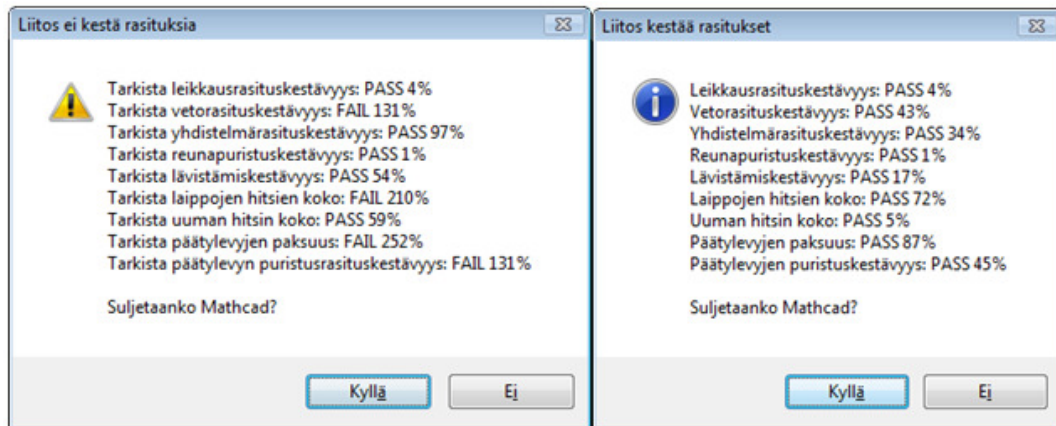 Liitos ei kestä rasituksia
Tarkista leikkausrasituskestävyys: PASS 4%
Tarkista vetorasituskestävyys: FAIL 131%
Tarkista yhdistelmärasituskestävyys: PASS 97%
Tarkista reunapuristuskestävyys: PASS 1%
Tarkista lävistämiskestävyys: PASS 54%
Tarkista laippojen hitsien koko: FAIL 210%
Tarkista uuman hitsin koko: PASS 59%
Tarkista päätylevyjen paksuus: FAIL 252%
Tarkista päätylevyn puristusrasituskestävyys: FAIL 131%
Suljetaanko Mathcad?
Kyllä
Ei
Liitos kestää rasitukset
Leikkausrasituskestävyys: PASS 4%
Vetorasituskestävyys: PASS 43%
Yhdistelmärasituskestävyys: PASS 34%
Reunapuristuskestävyys: PASS 1%
Lävistämiskestävyys: PASS 17%
Laippojen hitsien koko: PASS 72%
Uuman hitsin koko: PASS 5%
Päätylevyjen paksuus: PASS 87%
Päätylevyjen puristuskestävyys: PASS 45%
Suljetaanko Mathcad?
Kyllä
Ei